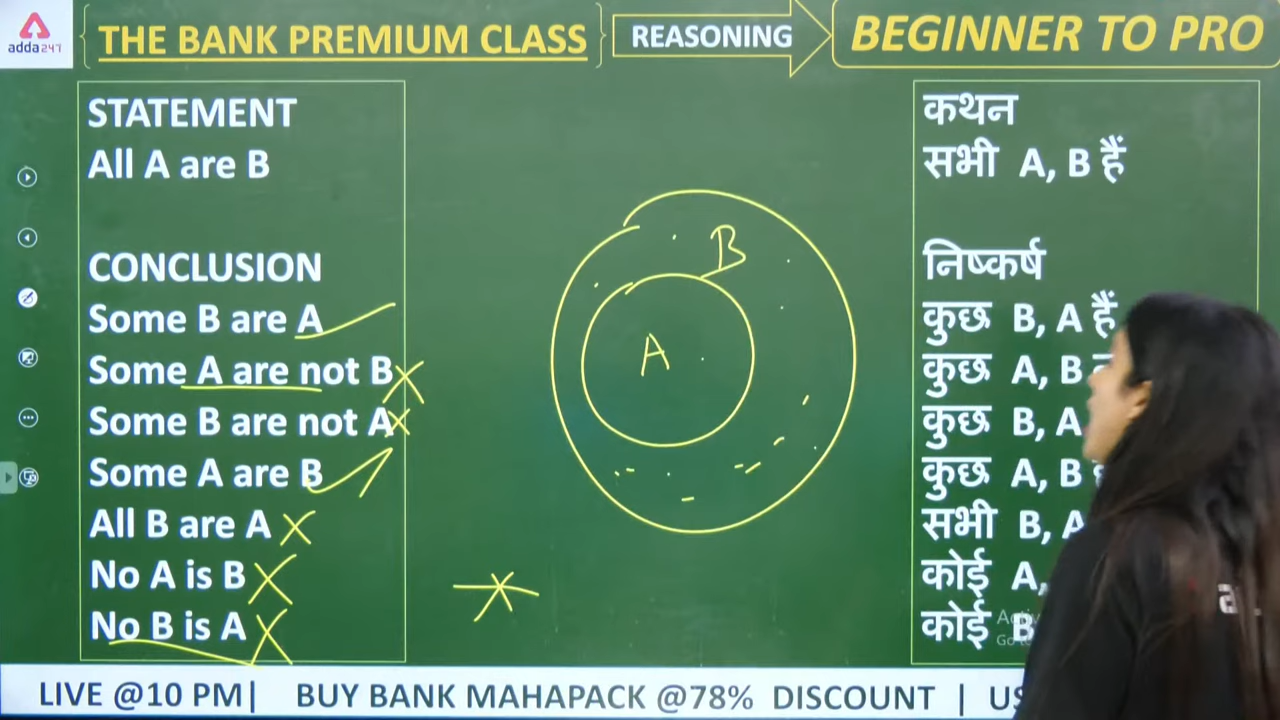 adda247
THE BANK PREMIUM CLASS
REASONING
BEGINNER TO PRO
STATEMENT
All A are B
CONCLUSION
Some B are A
Some A are not B
Some B are not A
Some A are B
All B are A
No A is B
No B is A
B
A
कथन
सभी A, B हैं
निष्कर्ष
कुछ B, A हैं
कुछ A, B
कुछ B, A
कुछ A, B
सभी B, A
कोई A,
कोई B
LIVE @10 PM| BUY BANK MAHAPACK @78% DISCOUNT |